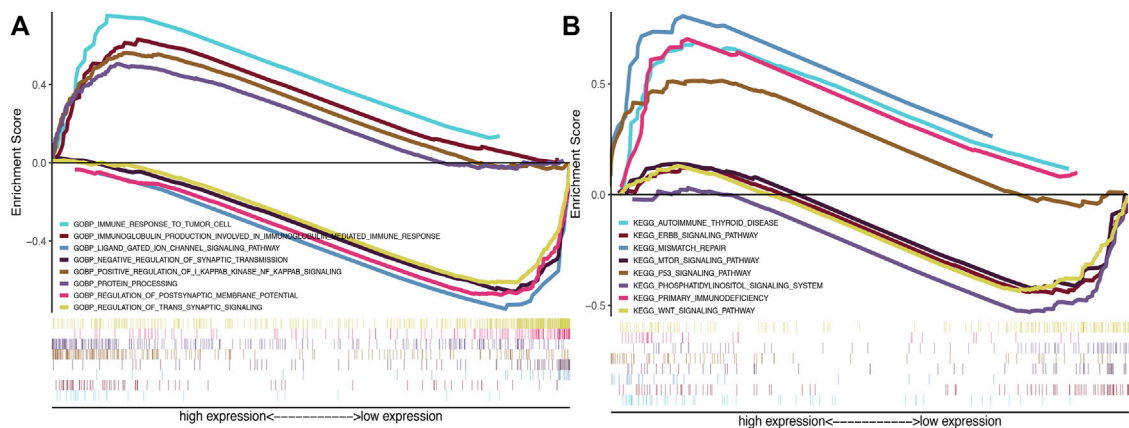 A
Enrichment Score
0.4
0.0
−0.4
GOBP_IMMUNE_RESPONSE_TO_TUMOR_CELL
GOBP_IMMUNOGLOBULIN_PRODUCTION_INVOLVED_IN_IMMUNOGLOBULIN_MEDIATED_IMMUNE_RESPONSE
GOBP_LIGAND_GATED_ION_CHANNEL_SIGNALING_PATHWAY
GOBP_NEGATIVE_REGULATION_OF_SYNAPTIC_TRANSMISSION
GOBP_POSITIVE_REGULATION_OF_I_KAPPAB_KINASE_NF_KAPPAB_SIGNALING
GOBP_PROTEIN_PROCESSING
GOBP_REGULATION_OF_POSTSYNAPTIC_MEMBRANE_POTENTIAL
GOBP_REGULATION_OF_TRANS_SYNAPTIC_SIGNALING
high expression<−−−−−−−−−−−>low expression
B
Enrichment Score
0.5
0.0
−0.5
KEGG_AUTOIMMUNE_THYROID_DISEASE
KEGG_ERBB_SIGNALING_PATHWAY
KEGG_MISMATCH_REPAIR
KEGG_MTOR_SIGNALING_PATHWAY
KEGG_P53_SIGNALING_PATHWAY
KEGG_PHOSPHATIDYLINOSITOL_SIGNALING_SYSTEM
KEGG_PRIMARY_IMMUNODEFICIENCY
KEGG_WNT_SIGNALING_PATHWAY
high expression<−−−−−−−−−−−>low expression